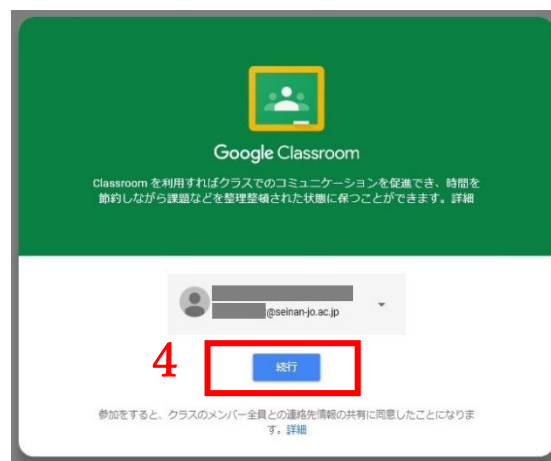 Google Classroom
Classroom を利用すればクラスでのコミュニケーションを促進でき、時間を
節約しながら課題などを整理整頓された状態に保つことができます。詳細
@seinan-jo.ac.jp
4
続行
参加をすると、クラスのメンバー全員との連絡先情報の共有に同意したことになりま
す。詳細